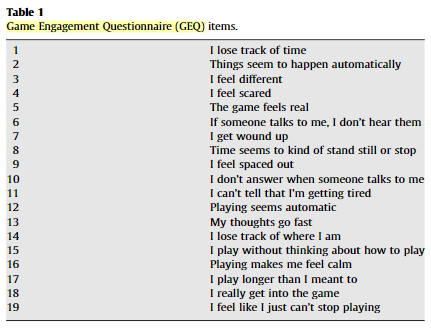 Table 1
Game Engagement Questionnaire (GEQ) items.
1 I lose track of time
2 Things seem to happen automatically
3 I feel different
4 I feel scared
5 The game feels real
6 If someone talks to me, I don't hear them
7 I get wound up
8 Time seems to kind of stand still or stop
9 I feel spaced out
10 I don't answer when someone talks to me
11 I can't tell that I'm getting tired
12 Playing seems automatic
13 My thoughts go fast
14 I lose track of where I am
15 I play without thinking about how to play
16 Playing makes me feel calm
17 I play longer than I meant to
18 I really get into the game
19 I feel like I just can't stop playing